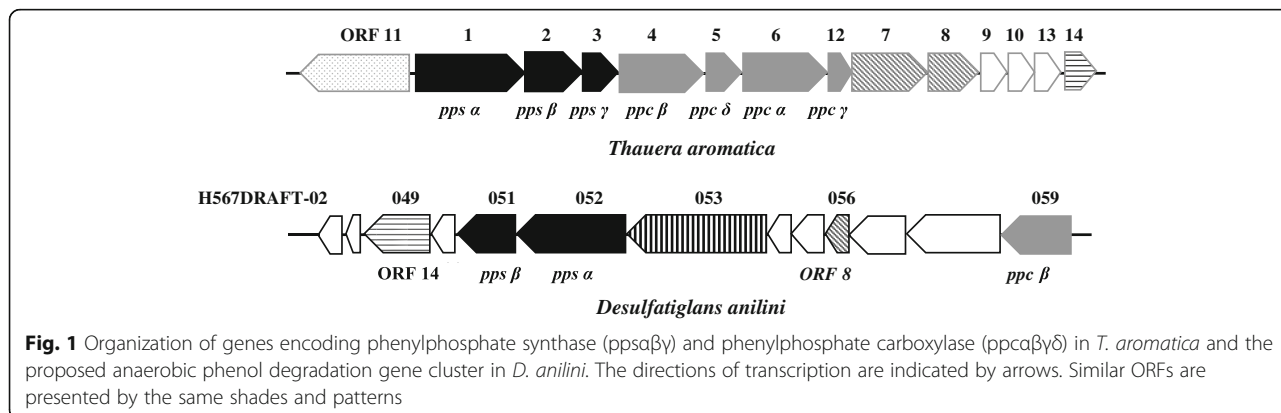 ORF 11 1 2 3 4 5 6 12 7 8 9 10 13 14
pps α pps β pps γ ppc β ppc δ ppc α ppc γ
Thauera aromatica
H567DRAFT-02 049 051 052 053 056 059
ORF 14 pps β pps α ORF 8 ppc β
Desulfatiglans anilini
Fig. 1 Organization of genes encoding phenylphosphate synthase (ppsαβγ) and phenylphosphate carboxylase (ppcαβγδ) in T. aromatica and the
proposed anaerobic phenol degradation gene cluster in D. anilini. The directions of transcription are indicated by arrows. Similar ORFs are
presented by the same shades and patterns